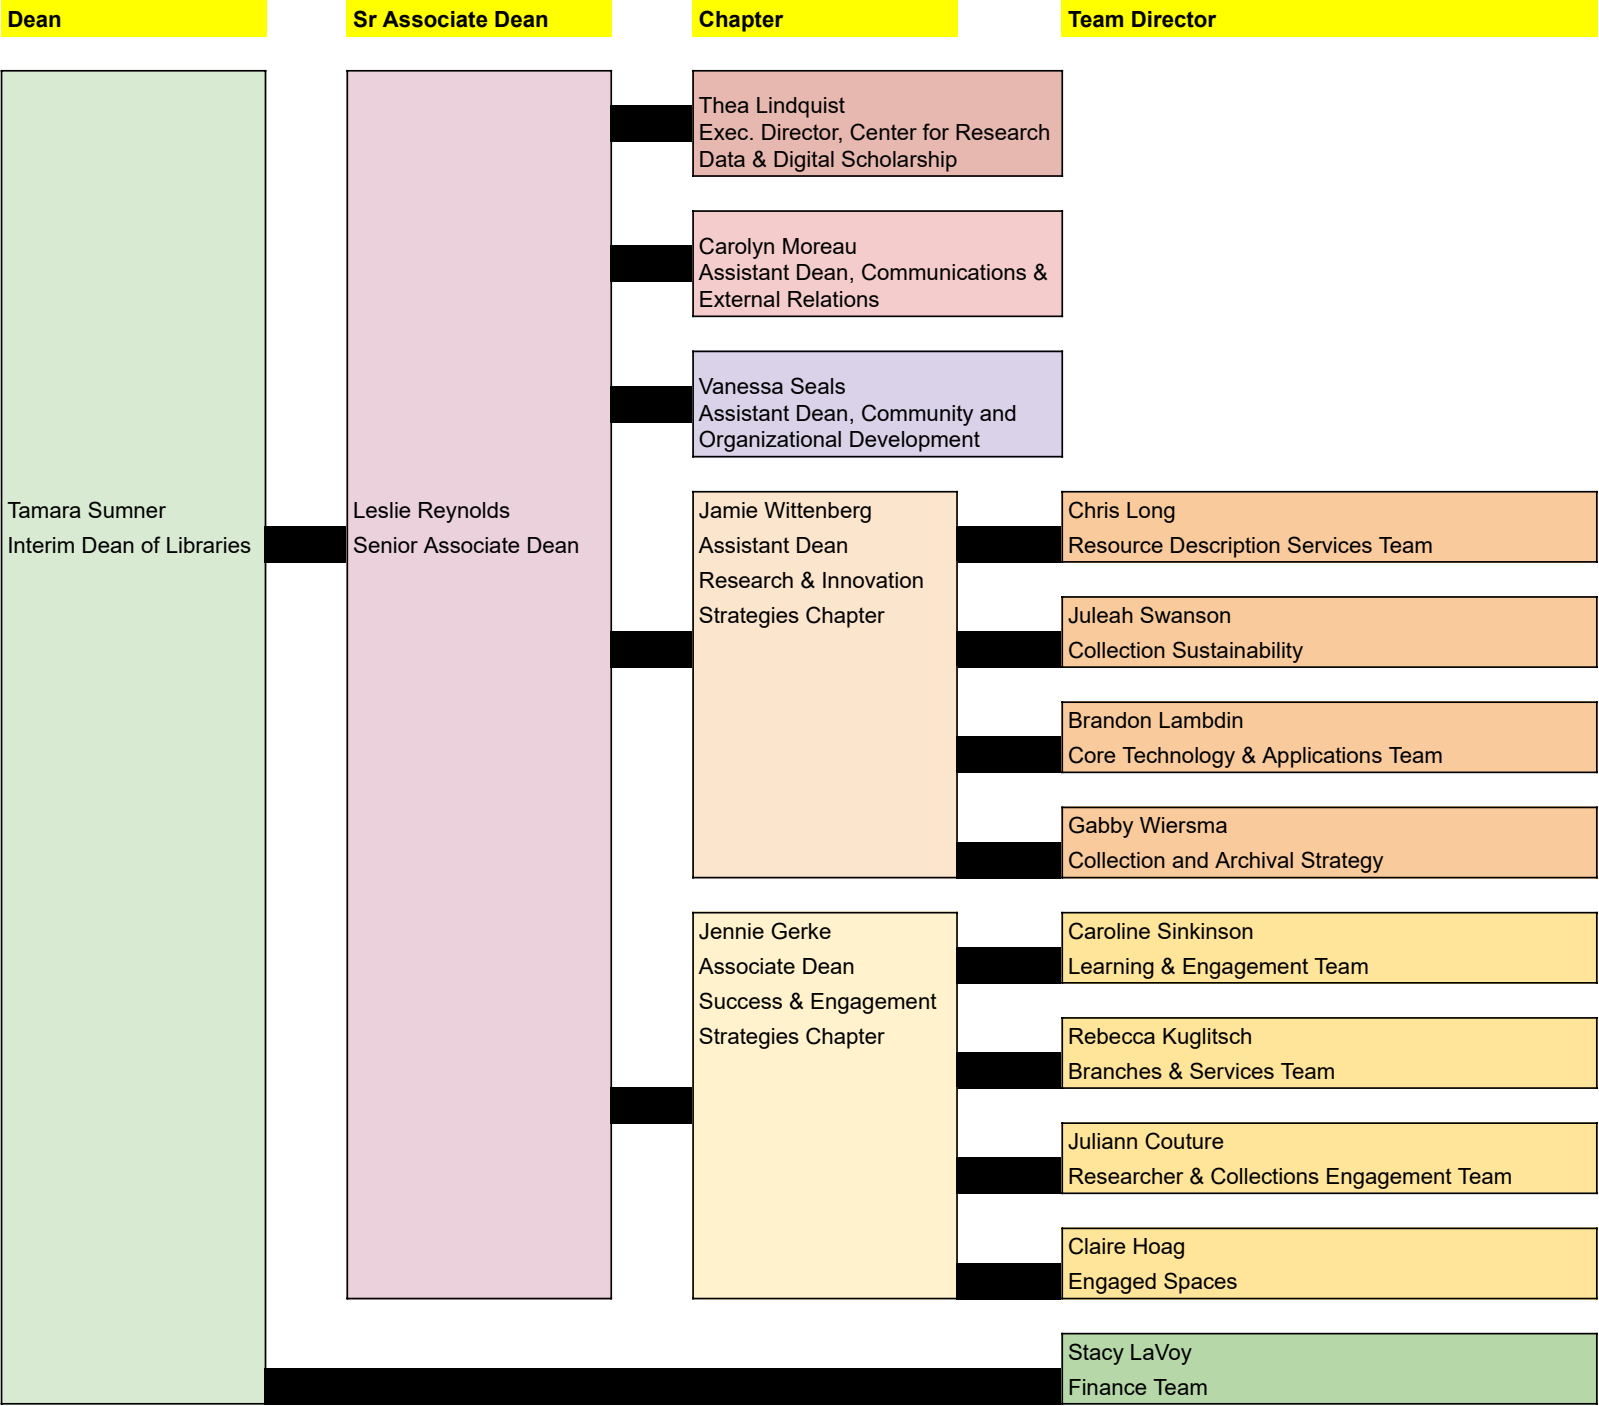 Dean
Sr Associate Dean
Chapter
Team Director
Thea Lindquist
Exec. Director, Center for Research
Data & Digital Scholarship
Carolyn Moreau
Assistant Dean, Communications &
External Relations
Vanessa Seals
Assistant Dean, Community and
Organizational Development
Tamara Sumner
Interim Dean of Libraries
Leslie Reynolds
Senior Associate Dean
Jamie Wittenberg
Assistant Dean
Research & Innovation
Strategies Chapter
Chris Long
Resource Description Services Team
Juleah Swanson
Collection Sustainability
Brandon Lambdin
Core Technology & Applications Team
Gabby Wiersma
Collection and Archival Strategy
Jennie Gerke
Associate Dean
Success & Engagement
Strategies Chapter
Caroline Sinkinson
Learning & Engagement Team
Rebecca Kuglitsch
Branches & Services Team
Juliann Couture
Researcher & Collections Engagement Team
Claire Hoag
Engaged Spaces
Stacy LaVoy
Finance Team